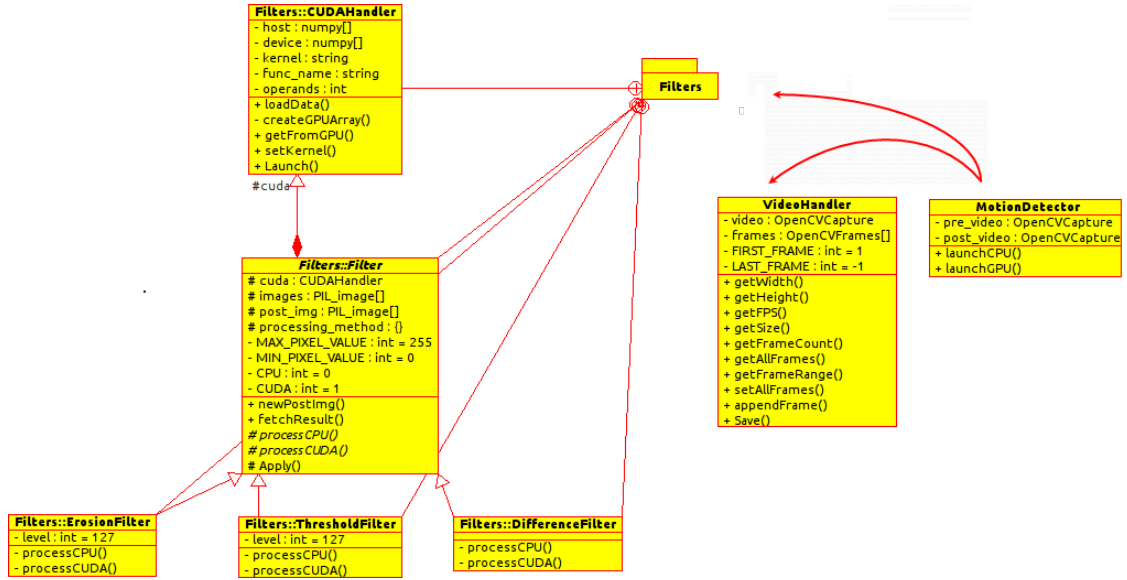 Filters::CUDAHandler
- host : numpy[]
- device : numpy[]
- kernel : string
- func_name : string
- operands : int
+ loadData()
- createGPUArray()
+ getFromGPU()
+ setKernel()
+ Launch()
#cuda
Filters
Filters::Filter
# cuda : CUDAHandler
# images : PIL_image[]
# post_img : PIL_image[]
# processing_method : {}
- MAX_PIXEL_VALUE : int = 255
- MIN_PIXEL_VALUE : int = 0
- CPU : int = 0
- CUDA : int = 1
+ newPostImg()
+ fetchResult()
# processCPU()
# processCUDA()
# Apply()
VideoHandler
- video : OpenCVCapture
- frames : OpenCVFrames[]
- FIRST_FRAME : int = 1
- LAST_FRAME : int = -1
+ getWidth()
+ getHeight()
+ getFPS()
+ getSize()
+ getFrameCount()
+ getAllFrames()
+ getFrameRange()
+ setAllFrames()
+ appendFrame()
+ Save()
MotionDetector
- pre_video : OpenCVCapture
- post_video : OpenCVCapture
+ launchCPU()
+ launchGPU()
Filters::ErosionFilter
- level : int = 127
- processCPU()
- processCUDA()
Filters::ThresholdFilter
- level : int = 127
- processCPU()
- processCUDA()
Filters::DifferenceFilter
- processCPU()
- processCUDA()